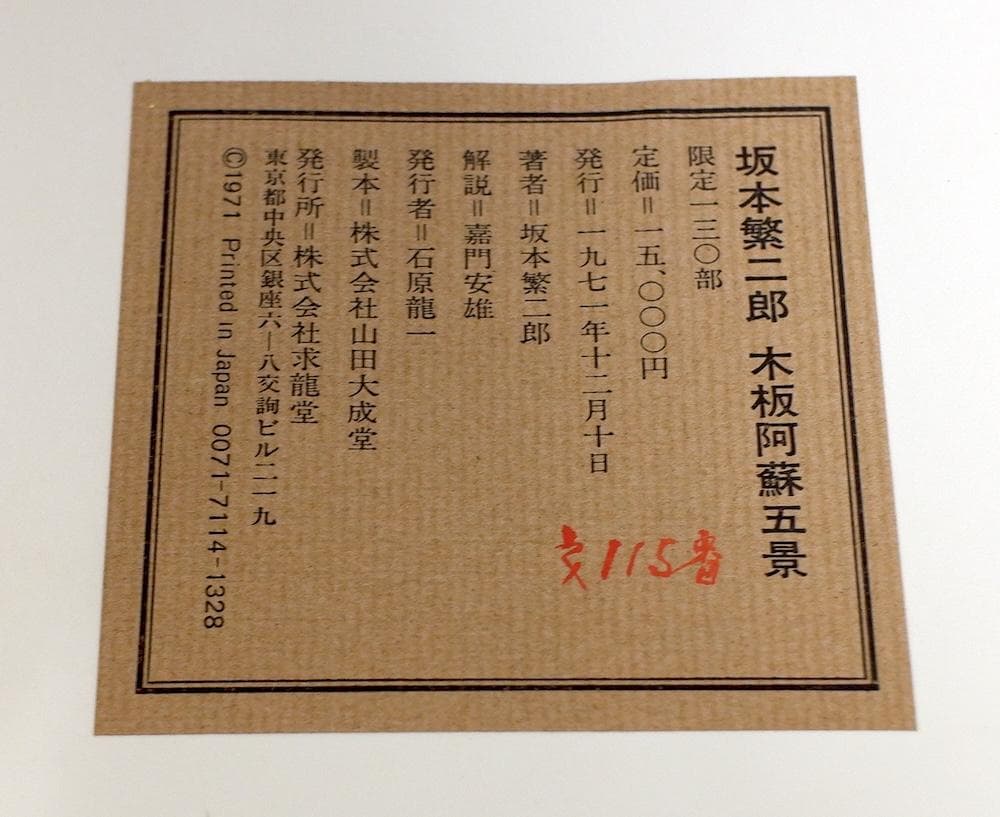 坂本繁二郎 木板阿蘇五景
限定一三〇部
定価＝一五、〇〇〇円
発行＝一九七一年十二月十日
著者＝坂本繁二郎
解説＝嘉門安雄
発行者＝石原龍一
製本＝株式会社山田大成堂
発行所＝株式会社求龍堂
東京都中央区銀座六―八交詢ビル二一九
©1971 Printed in Japan 0071-7114-1328
115番